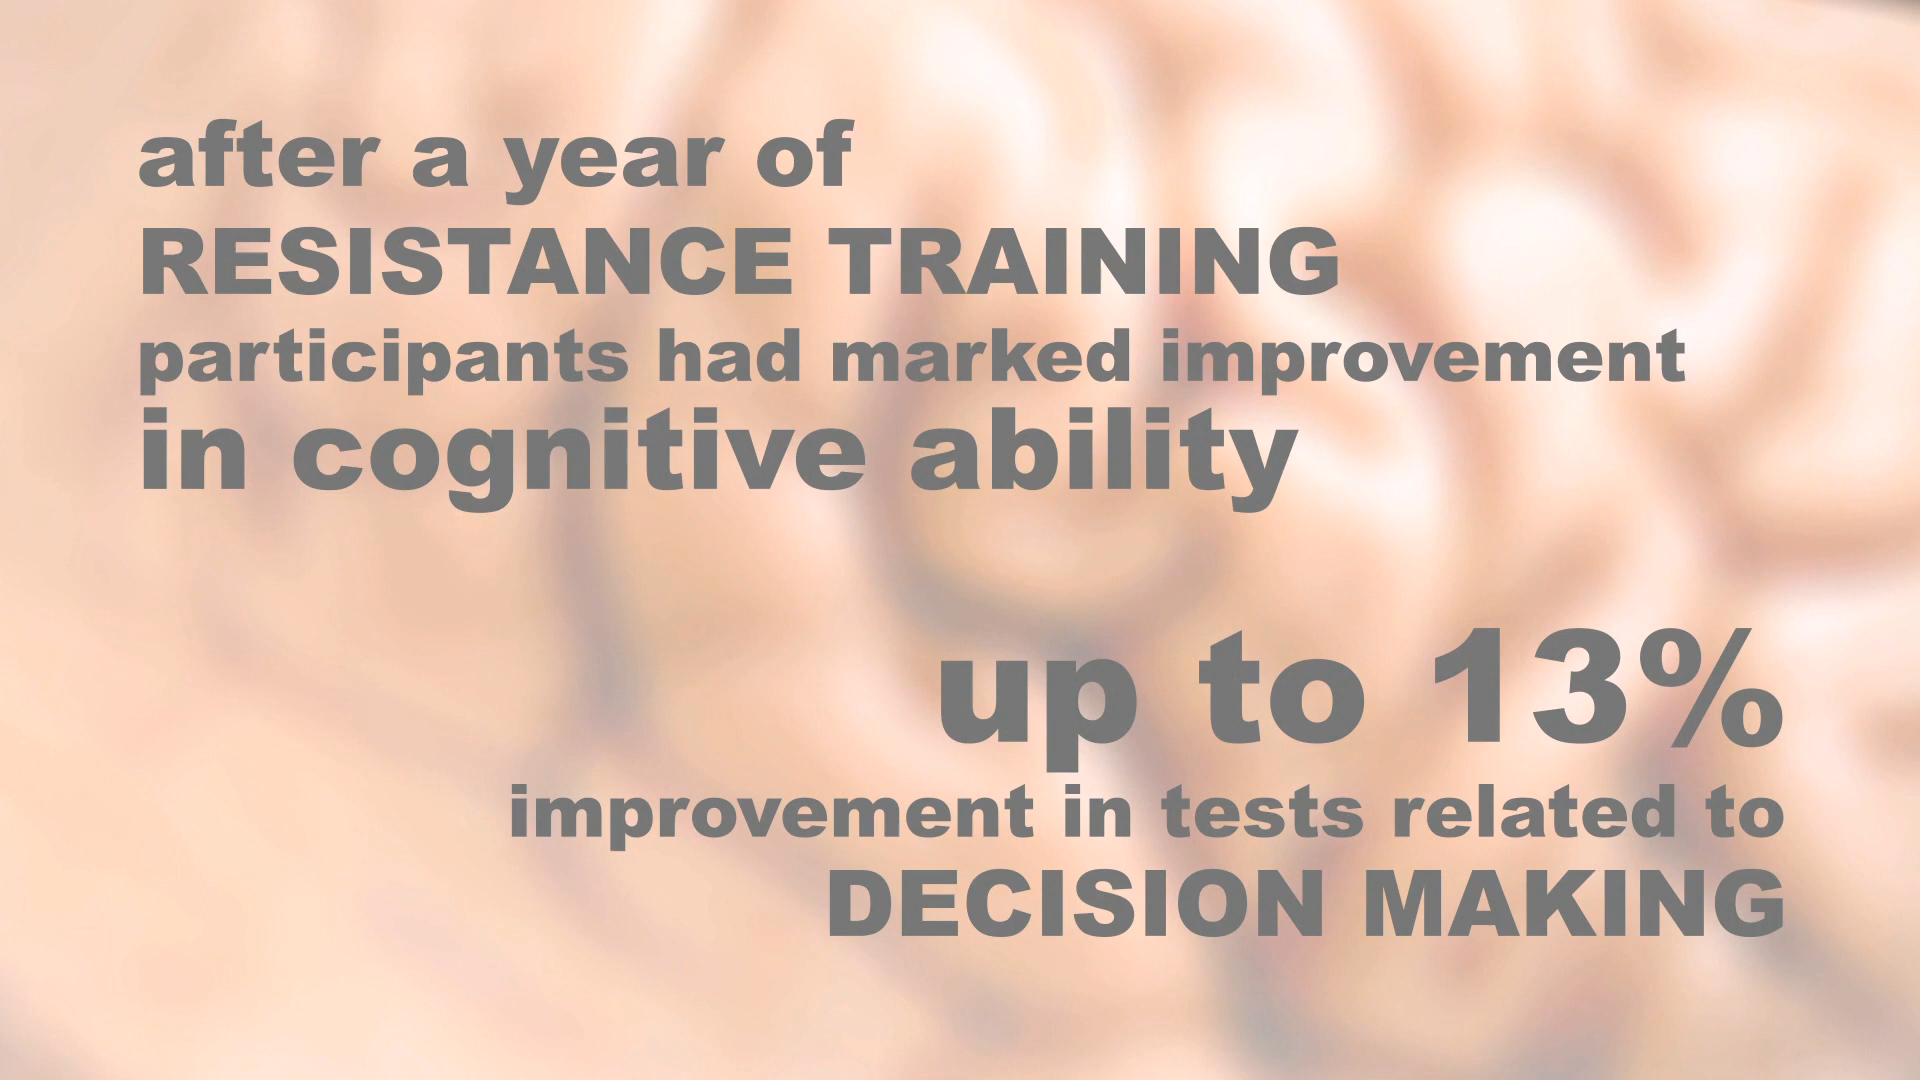 after a year of
RESISTANCE TRAINING
participants had marked improvement
in cognitive ability
up to 13%
improvement in tests related to
DECISION MAKING